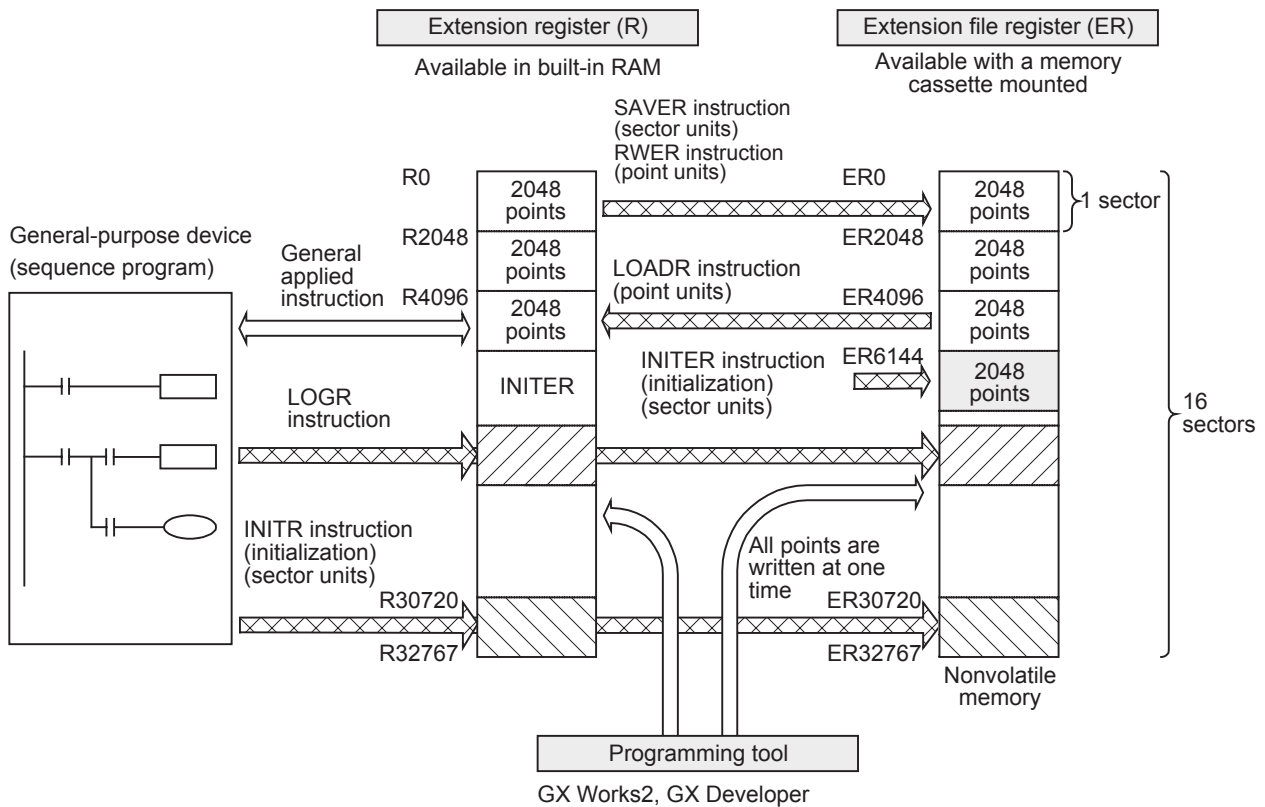 Extension register (R)
Available in built-in RAM
Extension file register (ER)
Available with a memory
cassette mounted
SAVER instruction
(sector units)
RWER instruction
(point units)
R0
2048
points
ER0
2048
points
1 sector
General-purpose device
(sequence program)
General
applied
instruction
R2048
2048
points
ER2048
2048
points
LOADR instruction
(point units)
R4096
2048
points
ER4096
2048
points
INITER
INITER instruction
(initialization)
(sector units)
ER6144
2048
points
LOGR
instruction
16
sectors
INITR instruction
(initialization)
(sector units)
All points are
written at one
time
R30720
R32767
ER30720
ER32767
Nonvolatile
memory
Programming tool
GX Works2, GX Developer